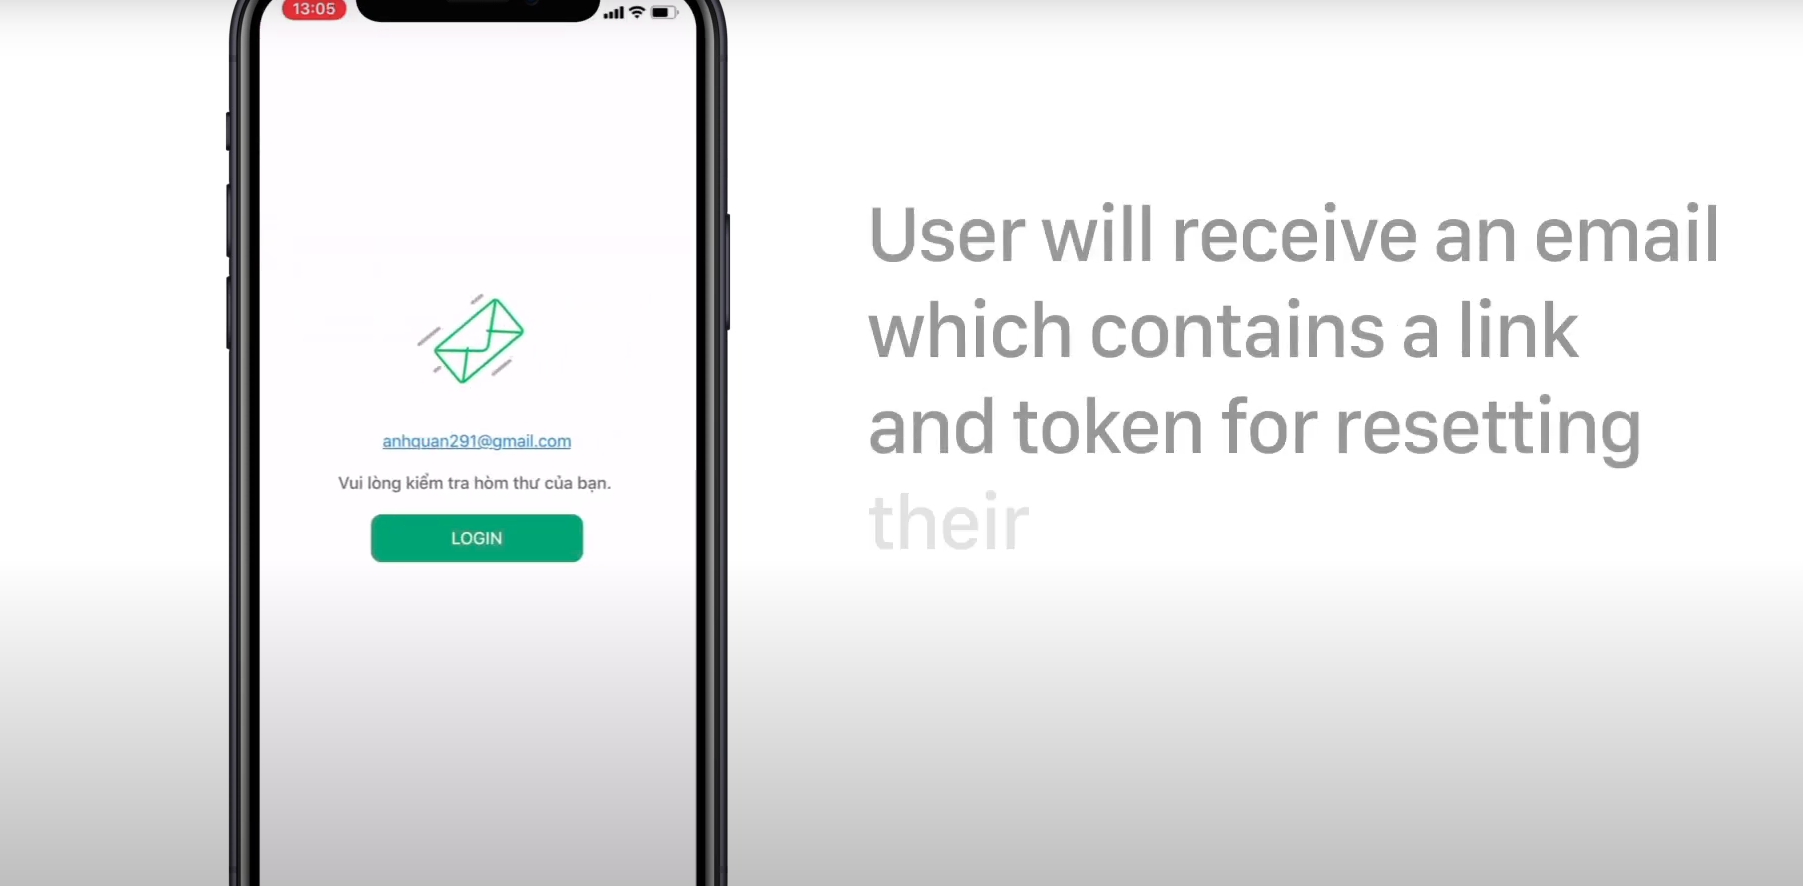 13:05
anhquan291@gmail.com
Vui lòng kiểm tra hòm thư của bạn.
LOGIN
User will receive an email
which contains a link
and token for resetting
their